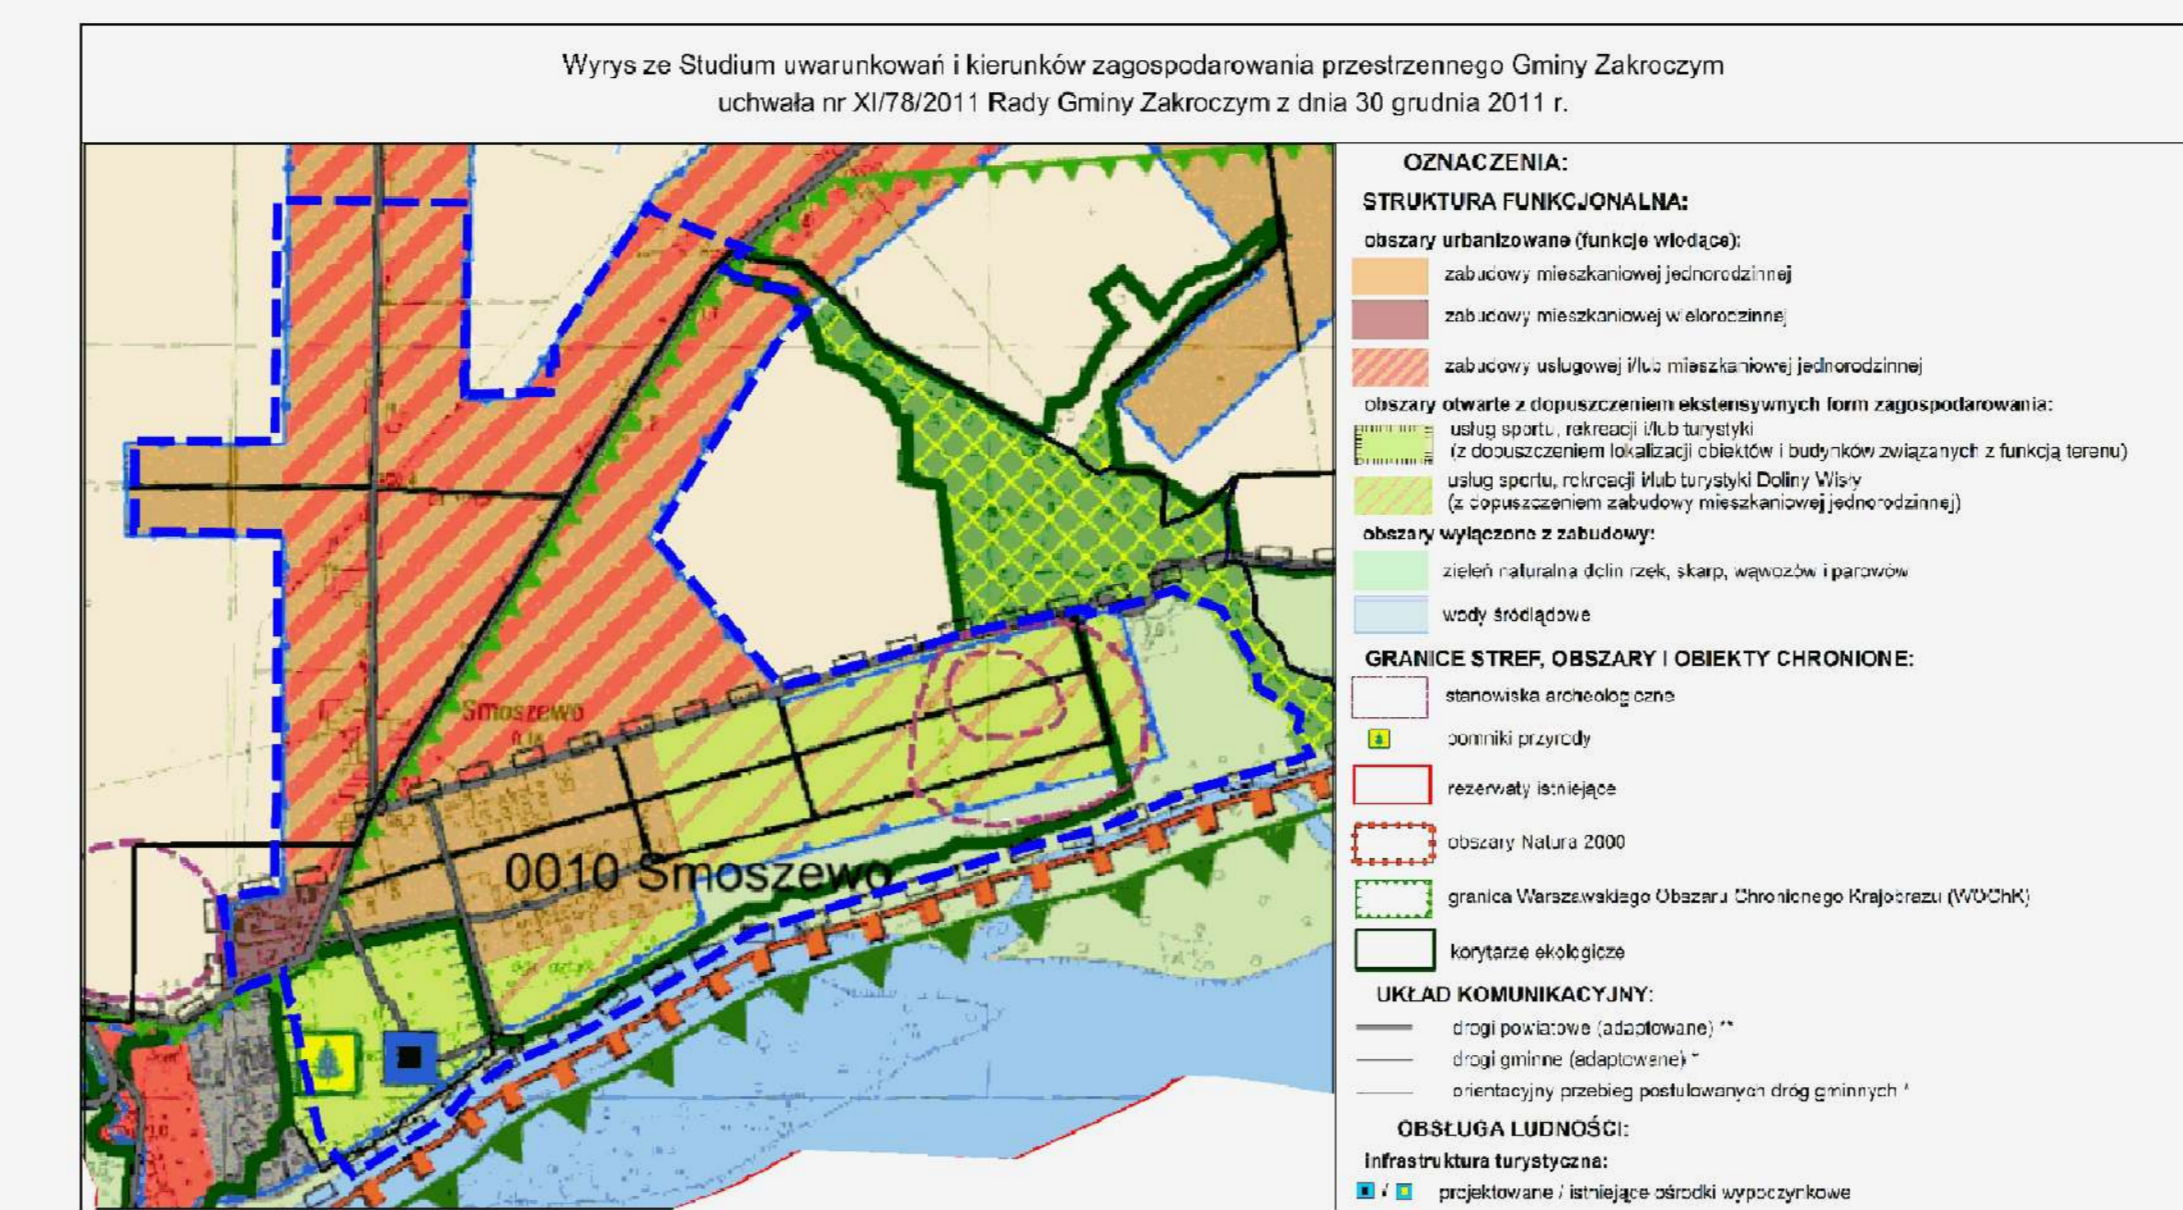 Wyrys ze Studium uwarunkowań i kierunków zagospodarowania przestrzennego Gminy Zakroczym
uchwała nr XI/78/2011 Rady Gminy Zakroczym z dnia 30 grudnia 2011 r.
Smoszewo
0010 Smoszewo
OZNACZENIA:
STRUKTURA FUNKCJONALNA:
obszary urbanizowane (funkcje wiodące):
zabudowy mieszkaniowej jednorodzinnej
zabudowy mieszkaniowej wielorodzinnej
zabudowy usługowej i/lub mieszkaniowej jednorodzinnej
obszary otwarte z dopuszczeniem ekstensywnych form zagospodarowania:
usług sportu, rekreacji i/lub turystyki
(z dopuszczeniem lokalizacji obiektów i budynków związanych z funkcją terenu)
usług sportu, rekreacji i/lub turystyki Doliny Wisły
(z dopuszczeniem zabudowy mieszkaniowej jednorodzinnej)
obszary wyłączone z zabudowy:
zieleń naturalna dolin rzek, skarp, wąwozów i parowów
wody śródlądowe
GRANICE STREF, OBSZARY I OBIEKTY CHRONIONE:
stanowiska archeologiczne
pomniki przyrody
rezerwaty istniejące
obszary Natura 2000
granica Warszawskiego Obszaru Chronionego Krajobrazu (WOChK)
korytarze ekologicze
UKŁAD KOMUNIKACYJNY:
drogi powiatowe (adaptowane) **
drogi gminne (adaptowane) *
orientacyjny przebieg postulowanych dróg gminnych *
OBSŁUGA LUDNOŚCI:
infrastruktura turystyczna:
/ projektowane / istniejące ośrodki wypoczynkowe